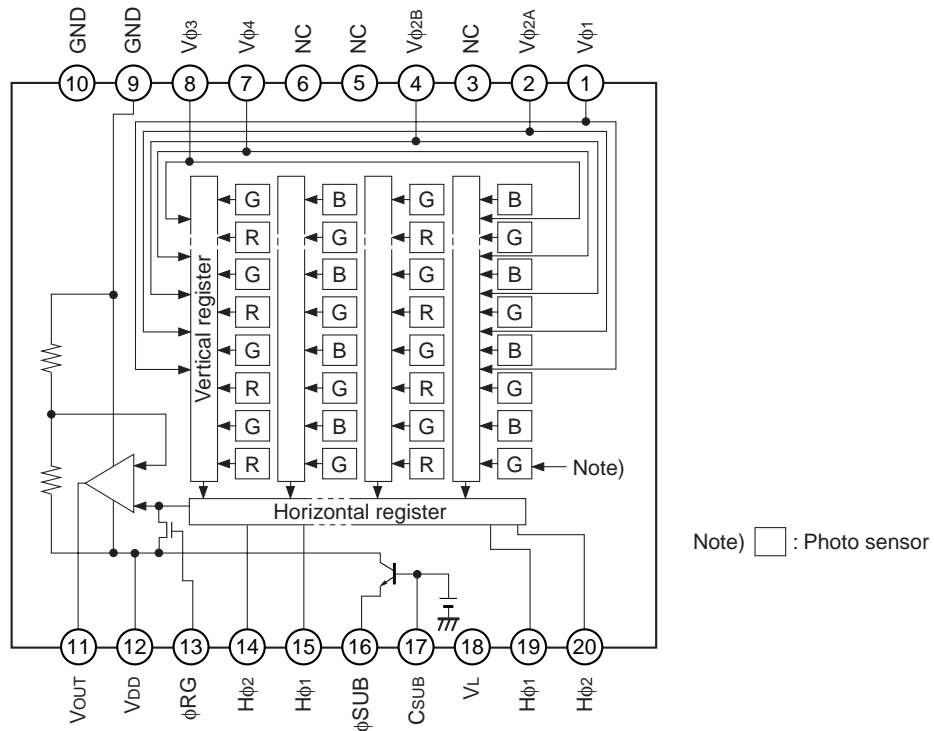 GND GND Vφ3 Vφ4 NC NC Vφ2B NC Vφ2A Vφ1
10 9 8 7 6 5 4 3 2 1
G B G B
R G R G
G B G B
R G R G
G B G B
R G R G
G B G B
R G R G
Vertical register
Note)
Horizontal register
Note) : Photo sensor
11 12 13 14 15 16 17 18 19 20
VOUT VDD φRG Hφ2 Hφ1 φSUB CSUB VL Hφ1 Hφ2